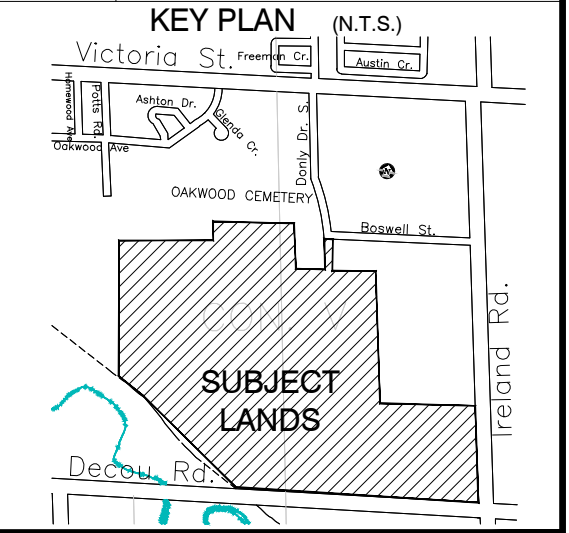 KEY PLAN (N.T.S.)
Victoria St.
Freeman Cr.
Austin Cr.
Homewood Ave
Potts Rd.
Ashton Dr.
Glenda Cr.
Donly Dr. S.
Oakwood Ave
OAKWOOD CEMETERY
Boswell St.
CON V
Ireland Rd.
SUBJECT
LANDS
Decou Rd.